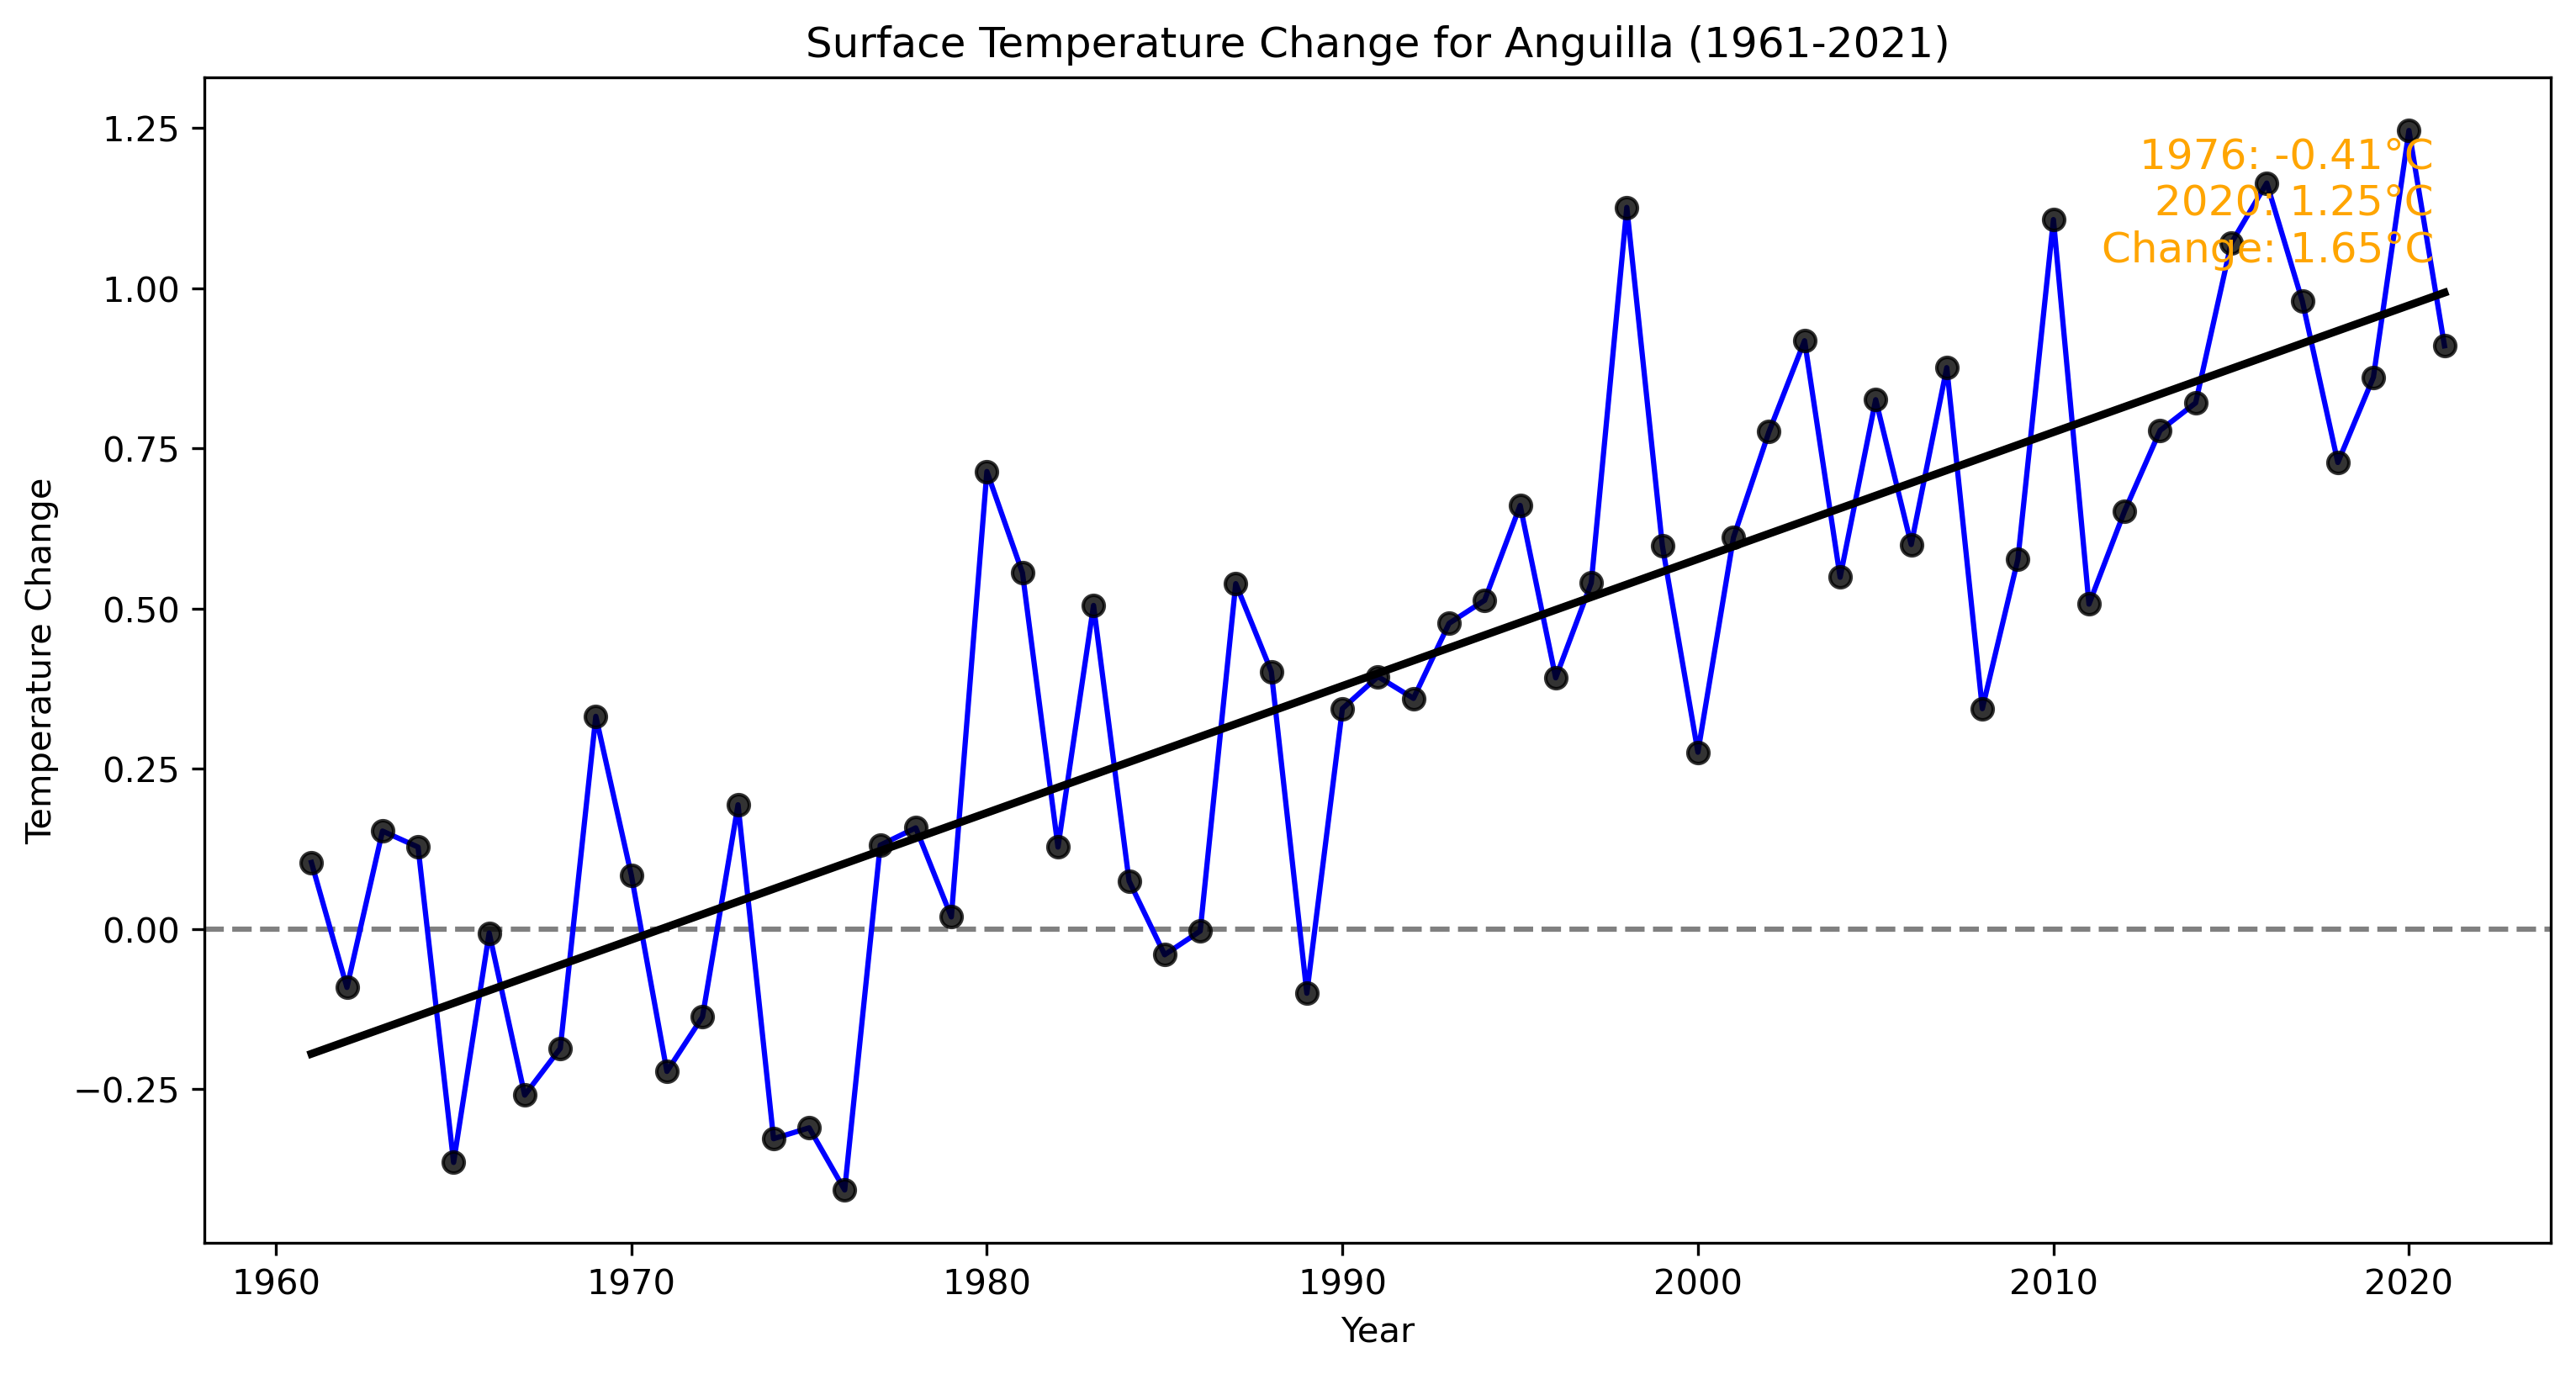 Surface Temperature Change for Anguilla (1961-2021)
1976: -0.41°C
2020: 1.25°C
Change: 1.65°C
Temperature Change
1.25
1.00
0.75
0.50
0.25
0.00
−0.25
1960
1970
1980
1990
2000
2010
2020
Year